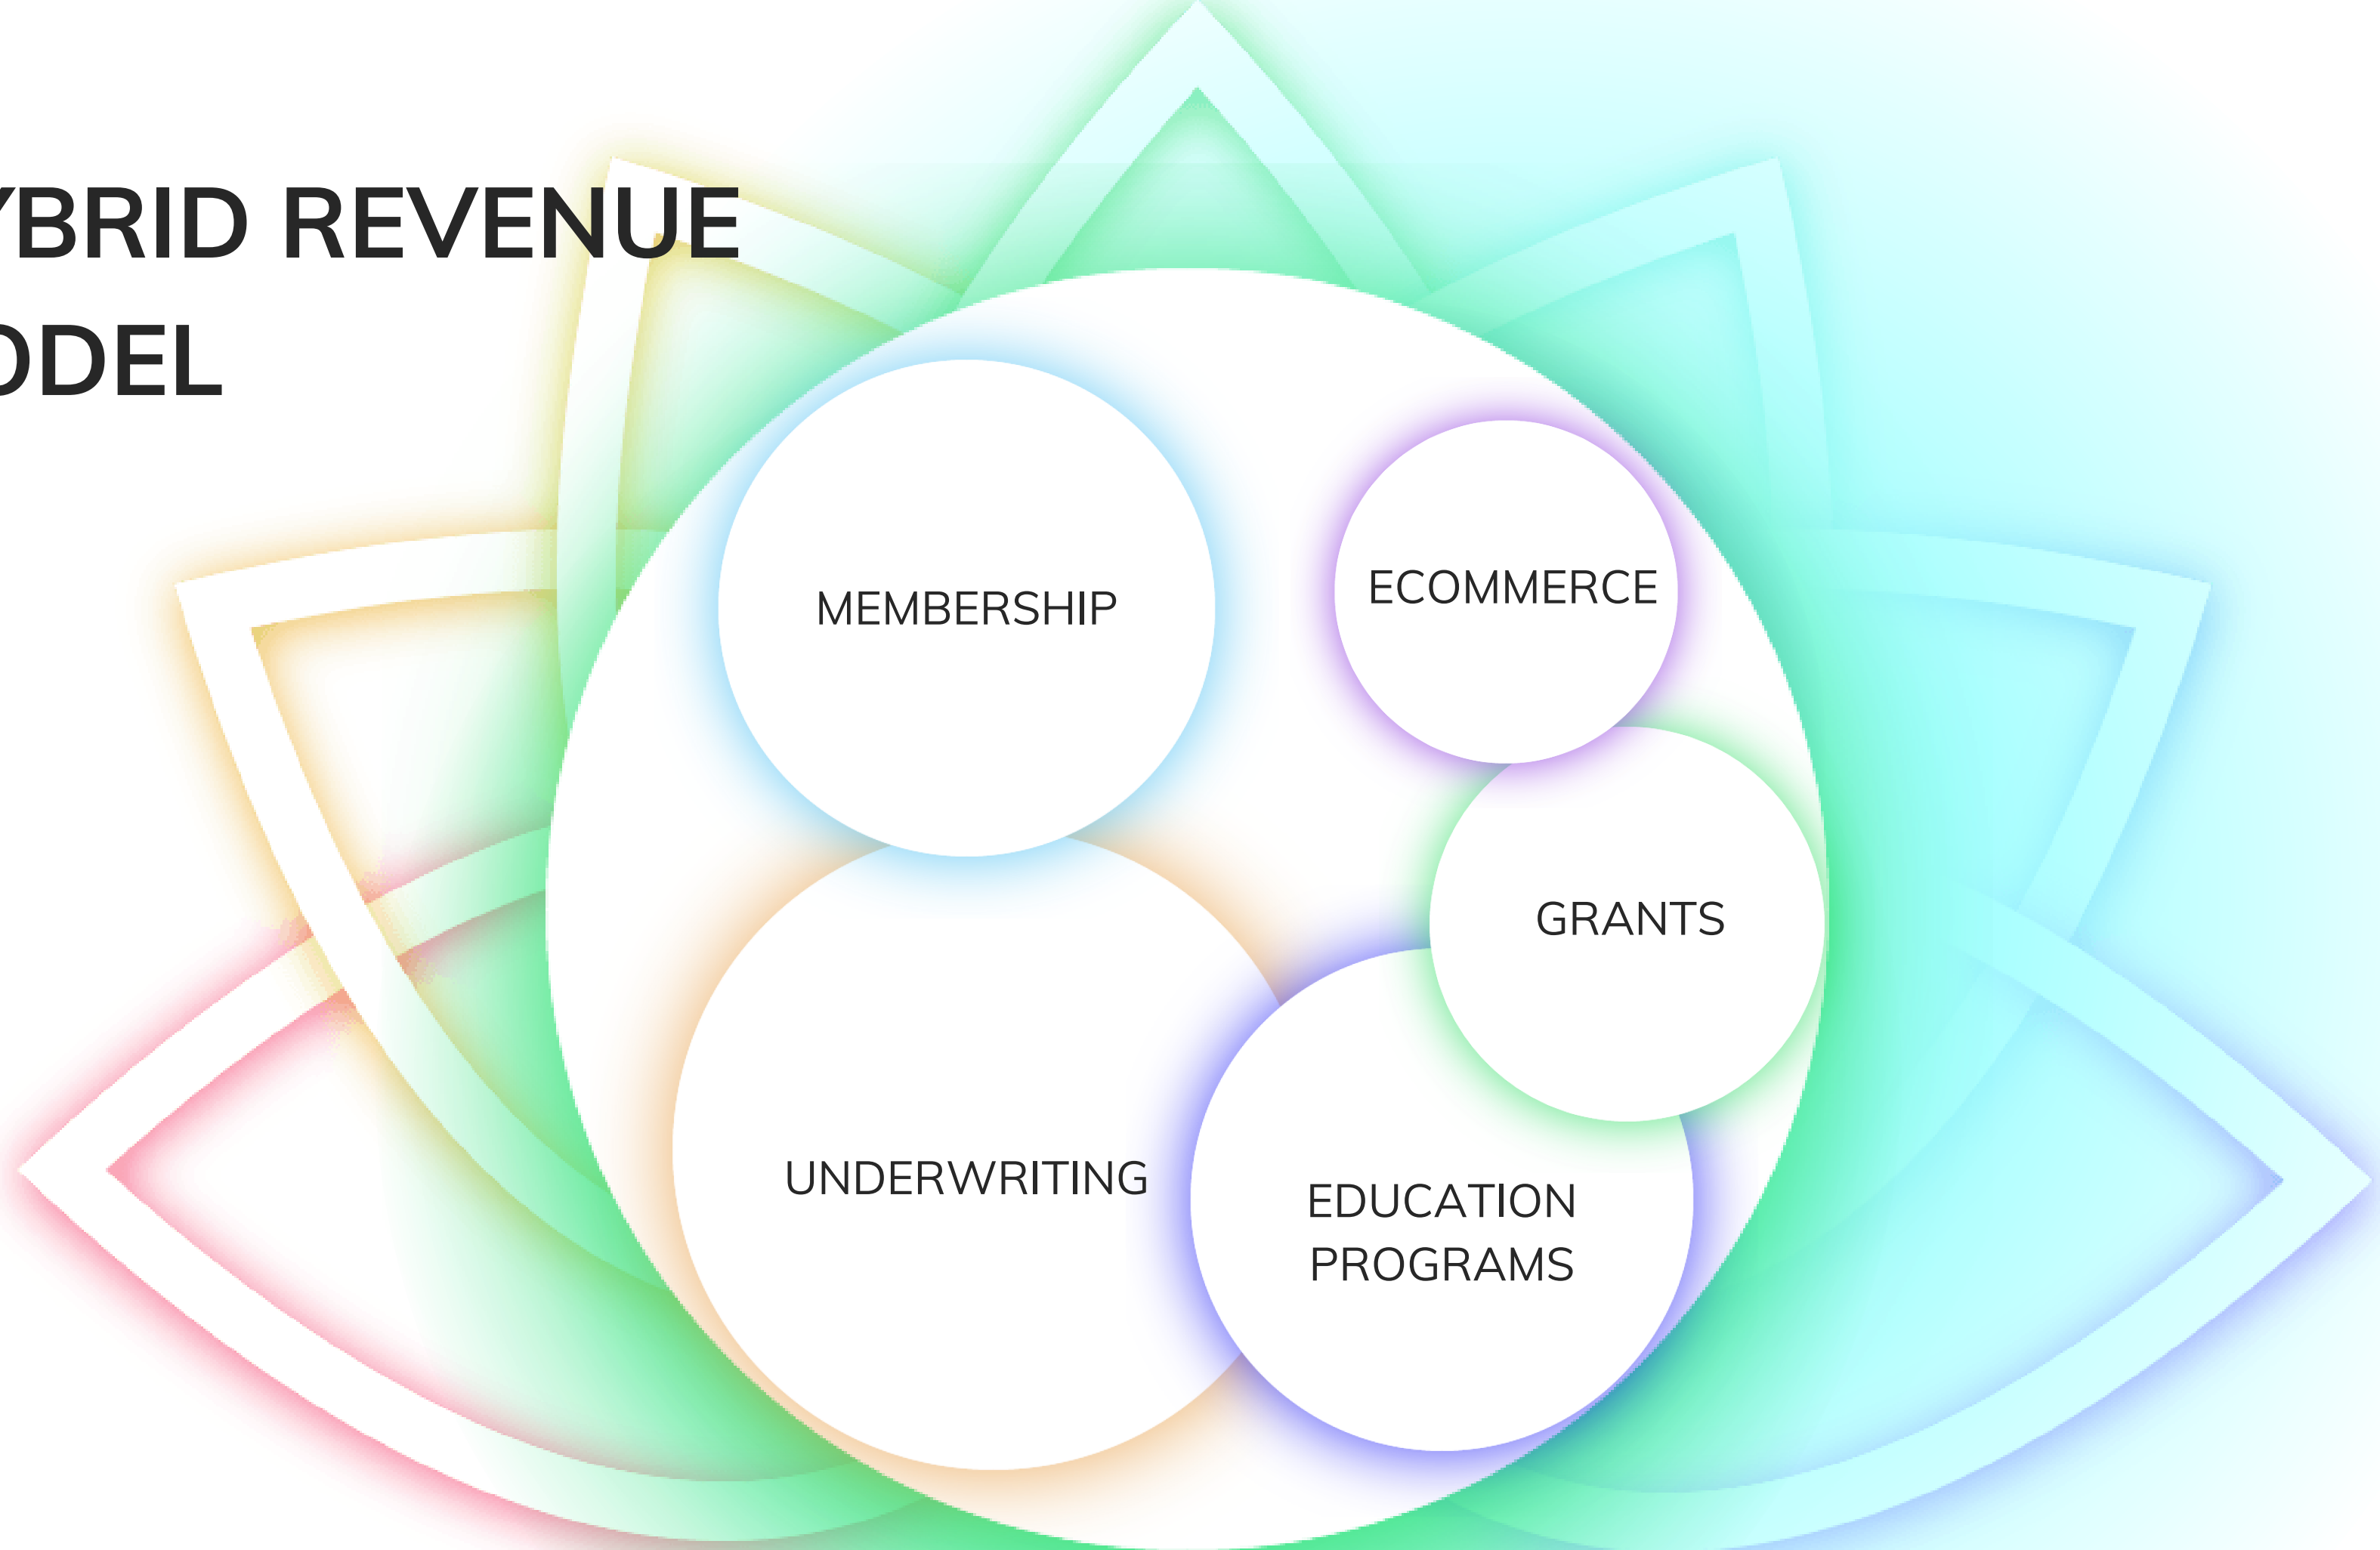 YBRID REVENUE
ODEL
MEMBERSHIP
ECOMMERCE
GRANTS
UNDERWRITING
EDUCATION
PROGRAMS